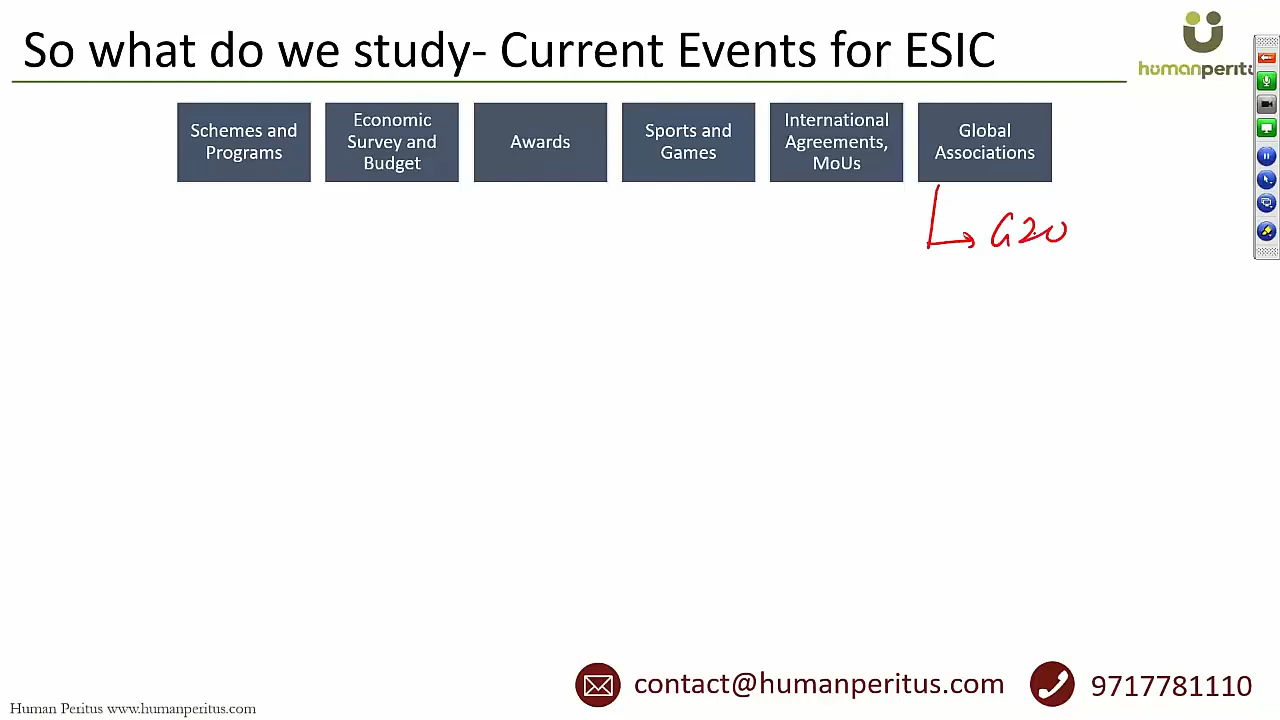 So what do we study- Current Events for ESIC
humanperitu
Schemes and
Programs
Economic
Survey and
Budget
Awards
Sports and
Games
International
Agreements,
MoUs
Global
Associations
G20
contact@humanperitus.com
9717781110
Human Peritus www.humanperitus.com